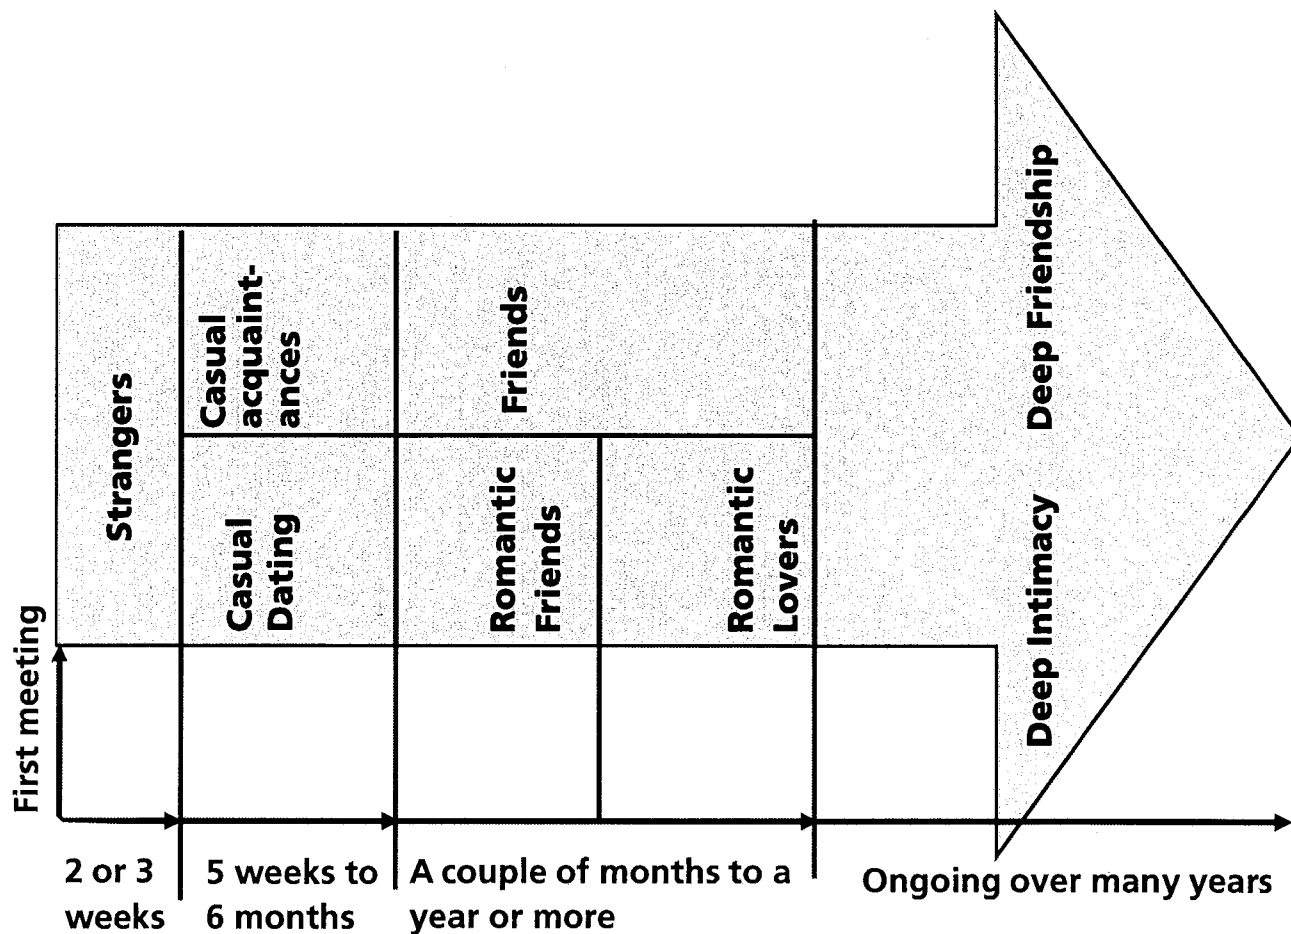 First meeting
Strangers
Casual
acquaint-
ances
Casual
Dating
Friends
Romantic
Friends
Romantic
Lovers
Deep Friendship
Deep Intimacy
2 or 3
weeks
5 weeks to
6 months
A couple of months to a
year or more
Ongoing over many years